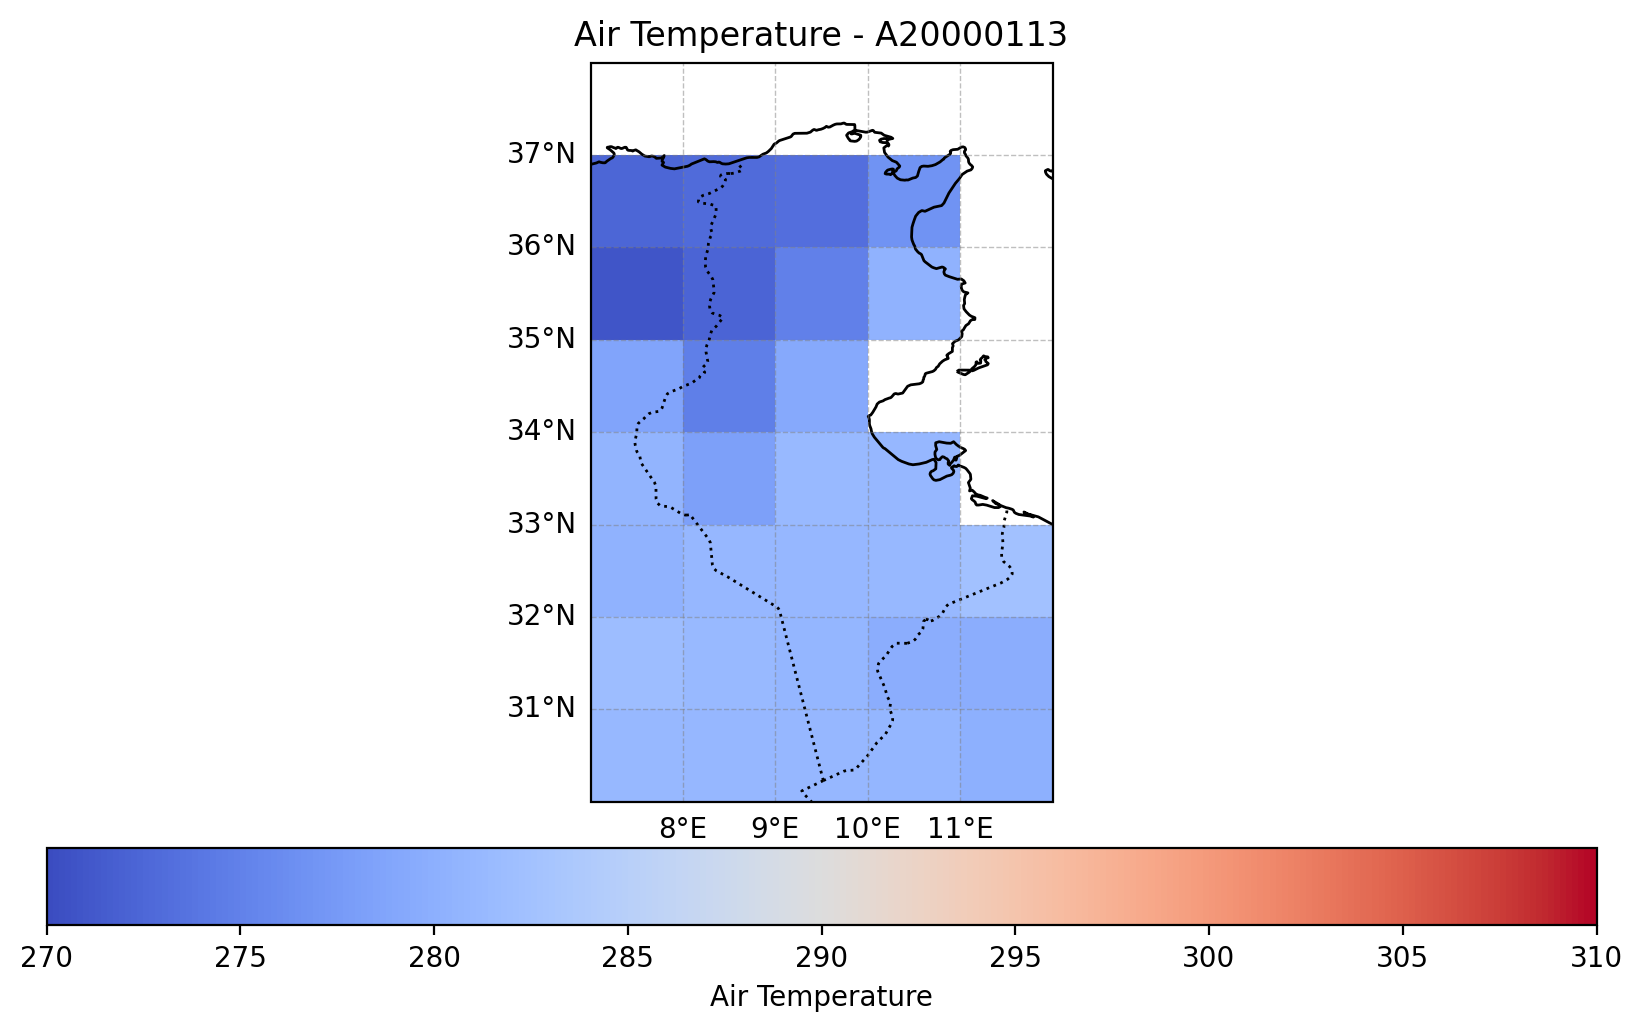 Air Temperature - A20000113
37°N
36°N
35°N
34°N
33°N
32°N
31°N
8°E 9°E 10°E 11°E
270 275 280 285 290 295 300 305 310
Air Temperature